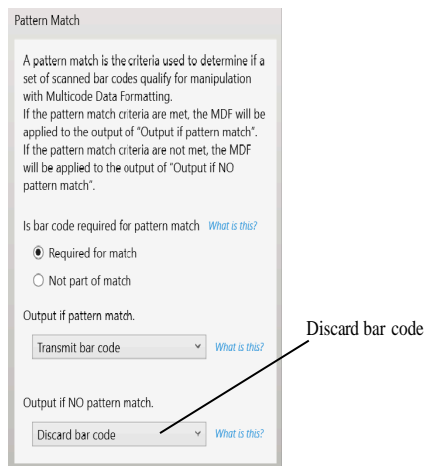 Pattern Match
A pattern match is the criteria used to determine if a
set of scanned bar codes qualify for manipulation
with Multicode Data Formatting.
If the pattern match criteria are met, the MDF will be
applied to the output of "Output if pattern match".
If the pattern match criteria are not met, the MDF
will be applied to the output of "Output if NO
pattern match".
Is bar code required for pattern match What is this?
Required for match
Not part of match
Output if pattern match.
Discard bar code
Transmit bar code What is this?
Output if NO pattern match.
Discard bar code What is this?